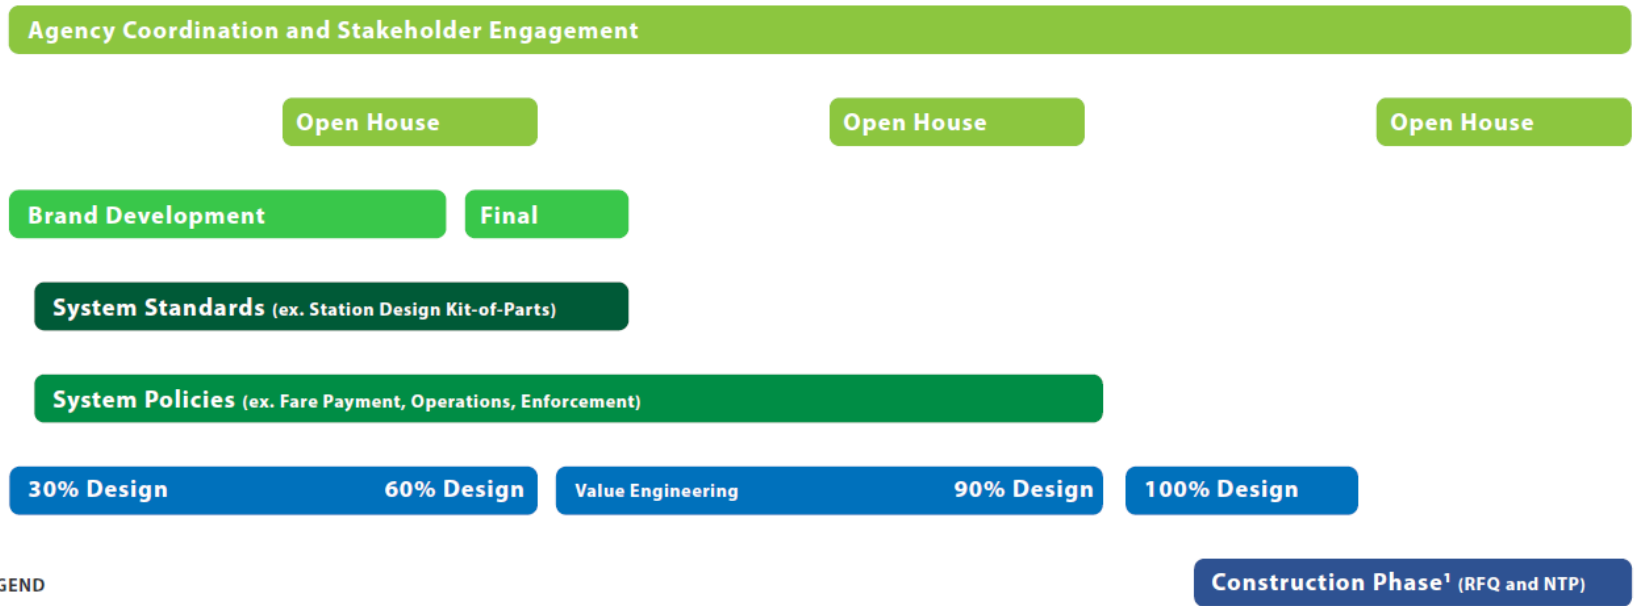 Agency Coordination and Stakeholder Engagement
Open House Open House Open House
Brand Development Final
System Standards (ex. Station Design Kit-of-Parts)
System Policies (ex. Fare Payment, Operations, Enforcement)
30% Design 60% Design Value Engineering 90% Design 100% Design
GEND Construction Phase¹ (RFQ and NTP)